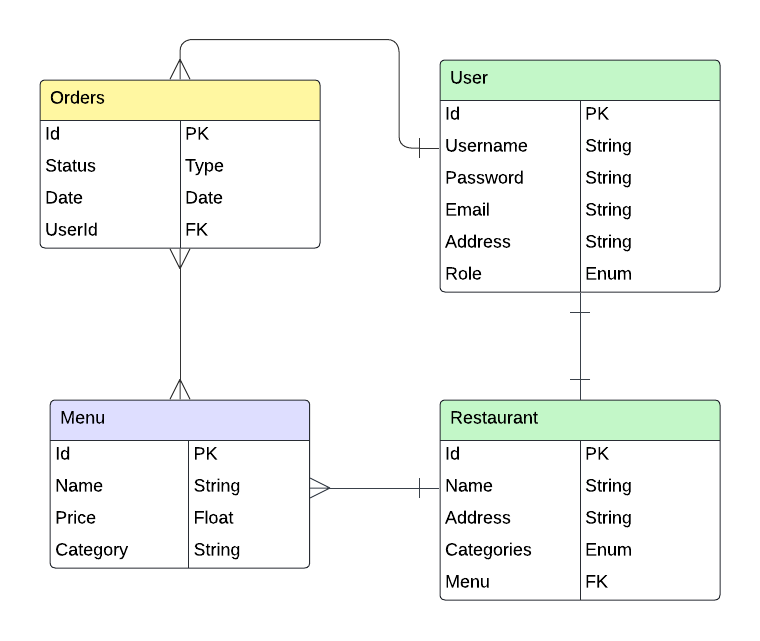 Orders
Id PK
Status Type
Date Date
UserId FK
User
Id PK
Username String
Password String
Email String
Address String
Role Enum
Menu
Id PK
Name String
Price Float
Category String
Restaurant
Id PK
Name String
Address String
Categories Enum
Menu FK